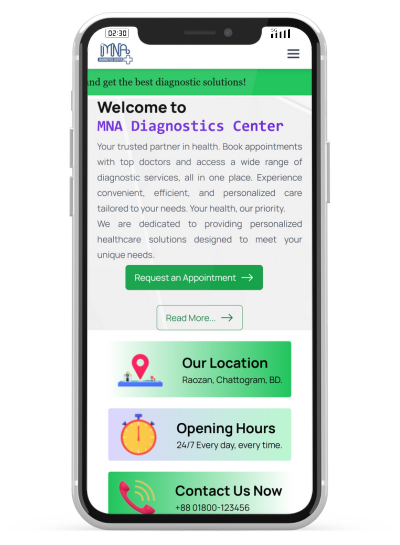 02:30
MNA
and get the best diagnostic solutions!
Welcome to
MNA Diagnostics Center
Your trusted partner in health. Book appointments
with top doctors and access a wide range of
diagnostic services, all in one place. Experience
convenient, efficient, and personalized care
tailored to your needs. Your health, our priority.
We are dedicated to providing personalized
healthcare solutions designed to meet your
unique needs.
Request an Appointment →
Read More... →
Our Location
Raozan, Chattogram, BD.
Opening Hours
24/7 Every day, every time.
Contact Us Now
+88 01800-123456